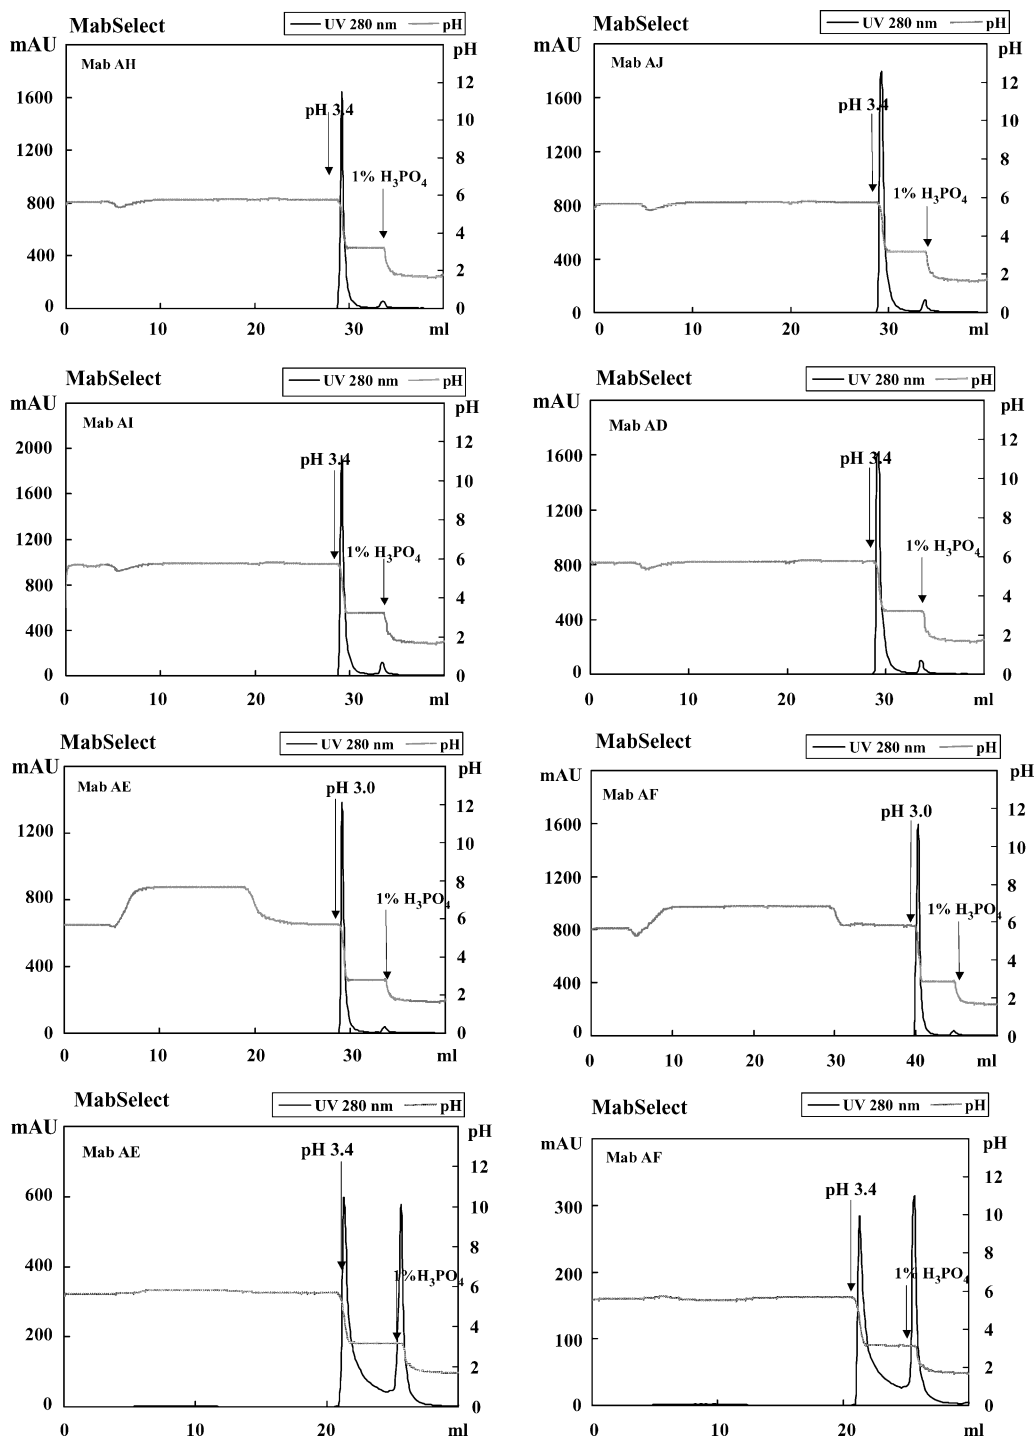 MabSelect
UV 280 nm pH
mAU
pH
Mab AH
12
1600
10
pH 3.4
1200
8
1% H3PO4
6
800
4
400
2
0
0
0 10 20 30 ml
MabSelect
UV 280 nm pH
mAU
pH
Mab AJ
12
1600
10
pH 3.4
1200
8
1% H3PO4
6
800
4
400
2
0
0
0 10 20 30 ml
MabSelect
UV 280 nm pH
mAU
pH
Mab AI
12
2000
pH 3.4
10
1600
8
1200
1% H3PO4
6
800
4
400
2
0
0
0 10 20 30 ml
MabSelect
UV 280 nm pH
mAU
pH
Mab AD
12
1600
pH 3.4
10
1200
8
1% H3PO4
6
800
4
400
2
0
0
0 10 20 30 ml
MabSelect
UV 280 nm pH
mAU
pH
Mab AE
pH 3.0
12
1200
10
8
800
1% H3PO4
6
4
400
2
0
0
0 10 20 30 ml
MabSelect
UV 280 nm pH
mAU
pH
Mab AF
12
1600
pH 3.0
10
1200
8
1% H3PO4
6
800
4
400
2
0
0
0 10 20 30 40 ml
MabSelect
UV 280 nm pH
mAU
pH
Mab AE
pH 3.4
12
600
10
8
400
1%H3PO4
6
4
200
2
0
0
0 10 20 ml
MabSelect
UV 280 nm pH
mAU
pH
Mab AF
12
pH 3.4
300
10
8
200
1% H3PO4
6
4
100
2
0
0
0 10 20 ml